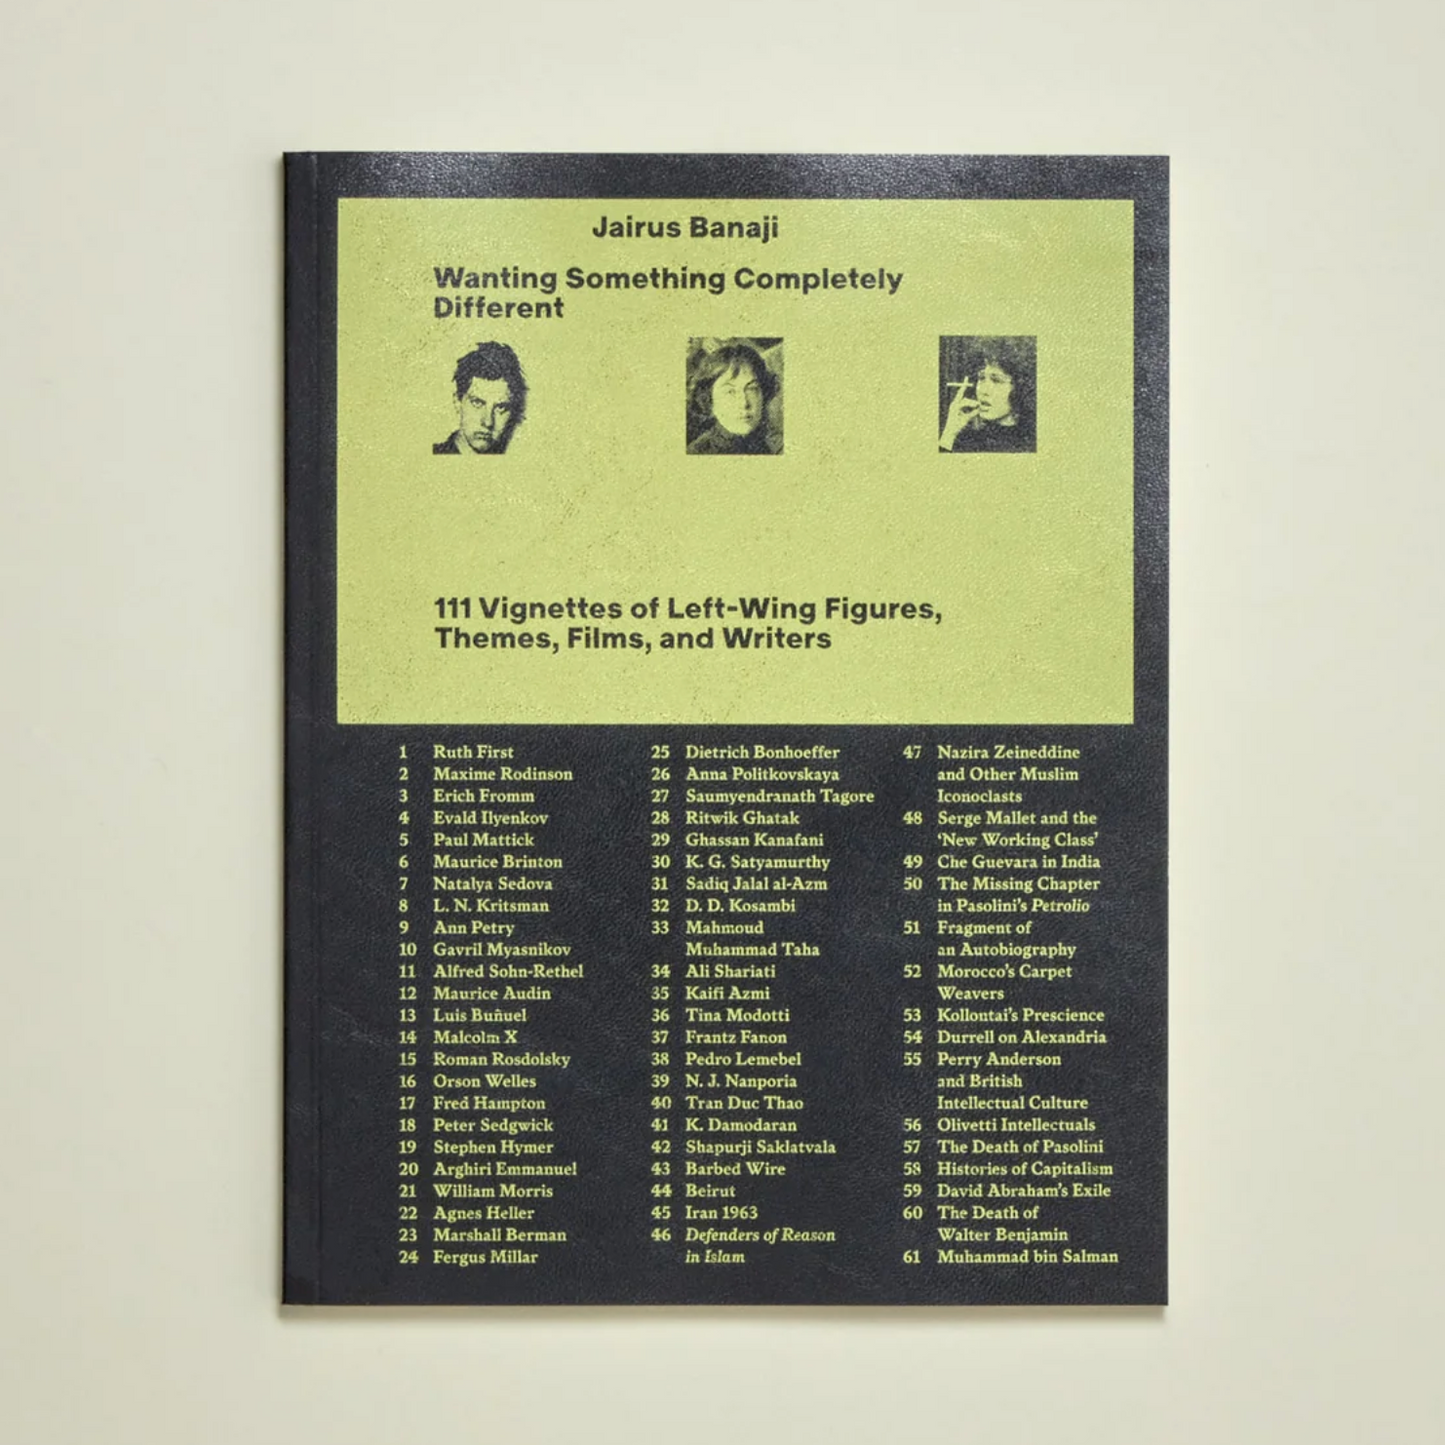 Jairus Banaji
Wanting Something Completely
Different
111 Vignettes of Left-Wing Figures,
Themes, Films, and Writers
1 Ruth First
2 Maxime Rodinson
3 Erich Fromm
4 Evald Ilyenkov
5 Paul Mattick
6 Maurice Brinton
7 Natalya Sedova
8 L. N. Kritsman
9 Ann Petry
10 Gavril Myasnikov
11 Alfred Sohn-Rethel
12 Maurice Audin
13 Luis Buñuel
14 Malcolm X
15 Roman Rosdolsky
16 Orson Welles
17 Fred Hampton
18 Peter Sedgwick
19 Stephen Hymer
20 Arghiri Emmanuel
21 William Morris
22 Agnes Heller
23 Marshall Berman
24 Fergus Millar
25 Dietrich Bonhoeffer
26 Anna Politkovskaya
27 Saumyendranath Tagore
28 Ritwik Ghatak
29 Ghassan Kanafani
30 K. G. Satyamurthy
31 Sadiq Jalal al-Azm
32 D. D. Kosambi
33 Mahmoud
Muhammad Taha
34 Ali Shariati
35 Kaifi Azmi
36 Tina Modotti
37 Frantz Fanon
38 Pedro Lemebel
39 N. J. Nanporia
40 Tran Duc Thao
41 K. Damodaran
42 Shapurji Saklatvala
43 Barbed Wire
44 Beirut
45 Iran 1963
46 Defenders of Reason
in Islam
47 Nazira Zeineddine
and Other Muslim
Iconoclasts
48 Serge Mallet and the
‘New Working Class’
49 Che Guevara in India
50 The Missing Chapter
in Pasolini’s Petrolio
51 Fragment of
an Autobiography
52 Morocco’s Carpet
Weavers
53 Kolloutai’s Prescience
54 Durrell on Alexandria
55 Perry Anderson
and British
Intellectual Culture
56 Olivetti Intellectuals
57 The Death of Pasolini
58 Histories of Capitalism
59 David Abraham’s Exile
60 The Death of
Walter Benjamin
61 Muhammad bin Salman